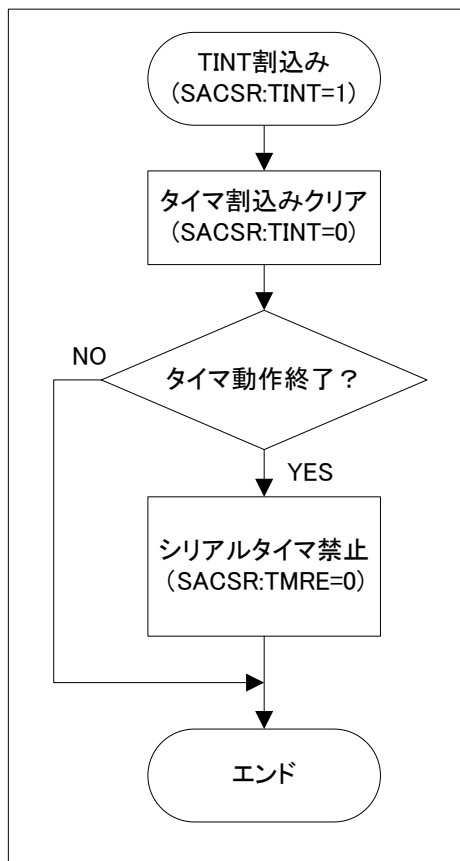 TINT割込み
(SACSR:TINT=1)
タイマ割込みクリア
(SACSR:TINT=0)
NO
タイマ動作終了？
YES
シリアルタイマ禁止
(SACSR:TMRE=0)
エンド